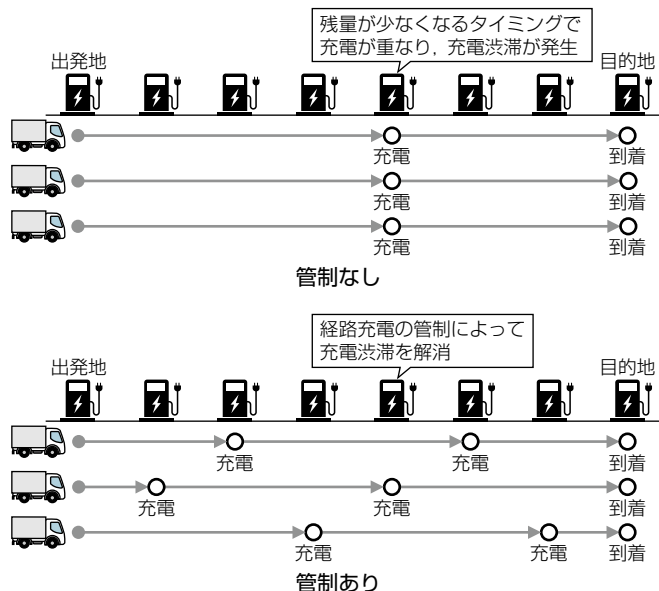 残量が少なくなるタイミングで
充電が重なり，充電渋滞が発生
出発地
目的地
充電
到着
充電
到着
充電
到着
管制なし
経路充電の管制によって
充電渋滞を解消
出発地
目的地
充電
充電
到着
充電
充電
到着
充電
充電
到着
管制あり